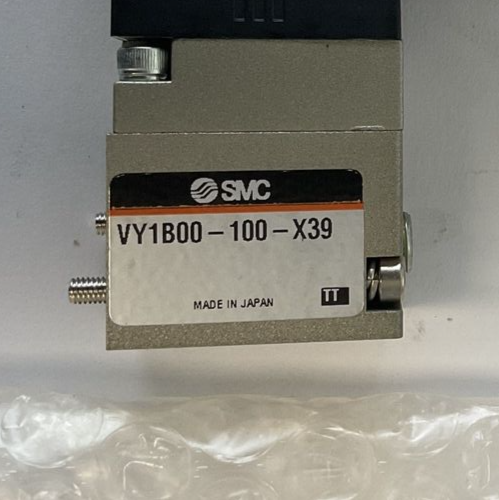 SMC
VY1B00-100-X39
MADE IN JAPAN TT